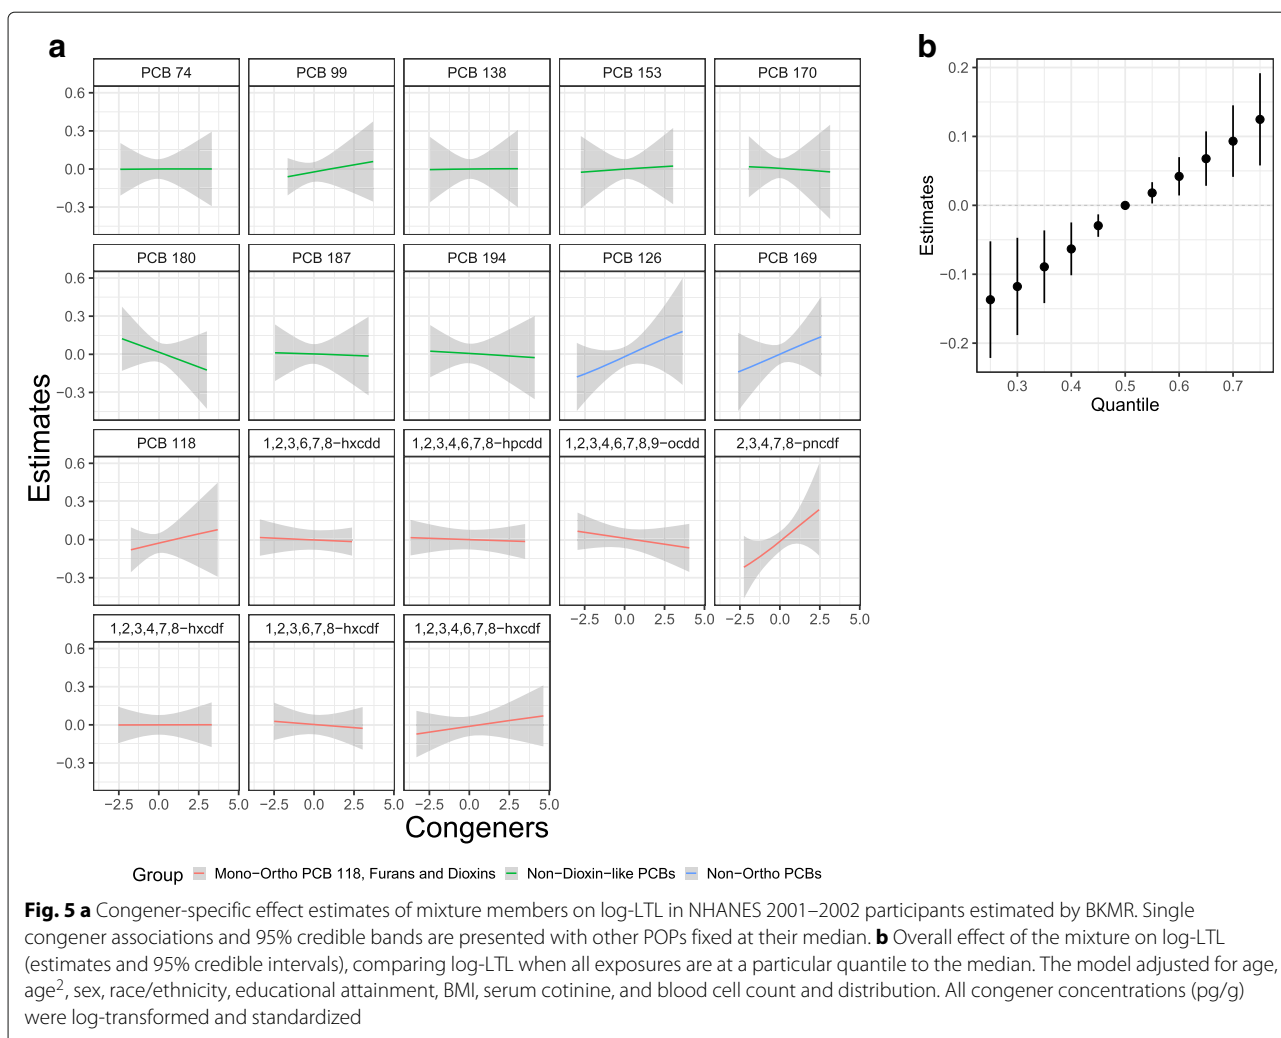 a
b
PCB 74
PCB 99
PCB 138
PCB 153
PCB 170
0.6
0.3
0.0
−0.3
PCB 180
PCB 187
PCB 194
PCB 126
PCB 169
0.6
0.3
0.0
−0.3
PCB 118
1,2,3,6,7,8−hxcdd
1,2,3,4,6,7,8−hpcdd
1,2,3,4,6,7,8,9−ocdd
2,3,4,7,8−pncdf
0.6
0.3
0.0
−0.3
−2.5 0.0 2.5 5.0
−2.5 0.0 2.5 5.0
1,2,3,4,7,8−hxcdf
1,2,3,6,7,8−hxcdf
1,2,3,4,6,7,8−hxcdf
0.6
0.3
0.0
−0.3
−2.5 0.0 2.5 5.0
−2.5 0.0 2.5 5.0
−2.5 0.0 2.5 5.0
Estimates
Congeners
Group
Mono−Ortho PCB 118, Furans and Dioxins
Non−Dioxin−like PCBs
Non−Ortho PCBs
0.2
0.1
0.0
−0.1
−0.2
Estimates
0.3 0.4 0.5 0.6 0.7
Quantile
Fig. 5 a Congener-specific effect estimates of mixture members on log-LTL in NHANES 2001–2002 participants estimated by BKMR. Single
congener associations and 95% credible bands are presented with other POPs fixed at their median. b Overall effect of the mixture on log-LTL
(estimates and 95% credible intervals), comparing log-LTL when all exposures are at a particular quantile to the median. The model adjusted for age,
age², sex, race/ethnicity, educational attainment, BMI, serum cotinine, and blood cell count and distribution. All congener concentrations (pg/g)
were log-transformed and standardized